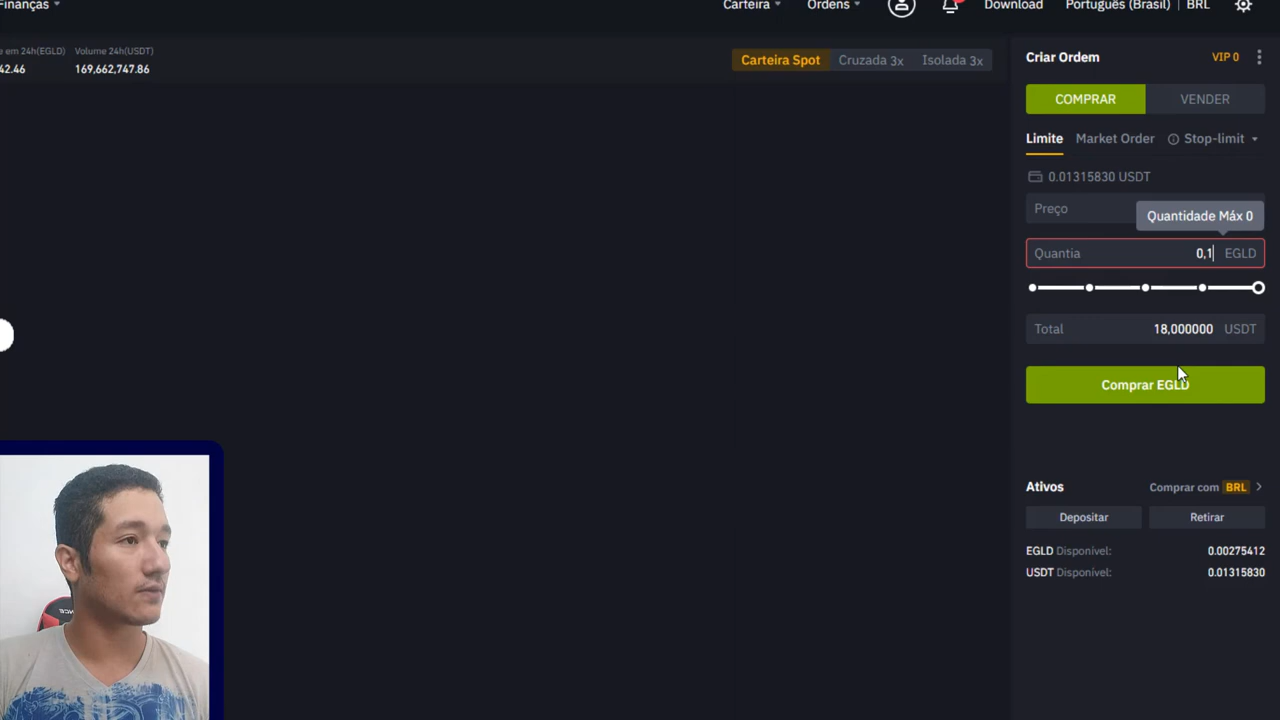 Finanças
Carteira Ordens Download Português (Brasil) | BRL
e em 24h(EGLD) Volume 24h(USDT)
42.46 169,662,747.86
Carteira Spot Cruzada 3x Isolada 3x
Criar Ordem VIP 0
COMPRAR VENDER
Limite Market Order Stop-limit
0.01315830 USDT
Preço
Quantidade Máx 0
Quantia 0,1 EGLD
Total 18,000000 USDT
Comprar EGLD
Ativos Comprar com BRL
Depositar Retirar
EGLD Disponível: 0.00275412
USDT Disponível: 0.01315830